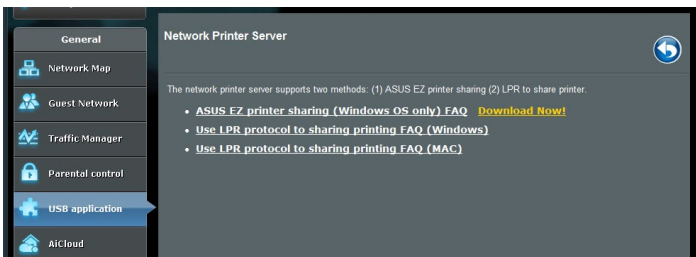 General
Network Map
Guest Network
Traffic Manager
Parental control
USB application
AiCloud
Network Printer Server
The network printer server supports two methods: (1) ASUS EZ printer sharing (2) LPR to share printer.
ASUS EZ printer sharing (Windows OS only) FAQ Download Now!
Use LPR protocol to sharing printing FAQ (Windows)
Use LPR protocol to sharing printing FAQ (MAC)